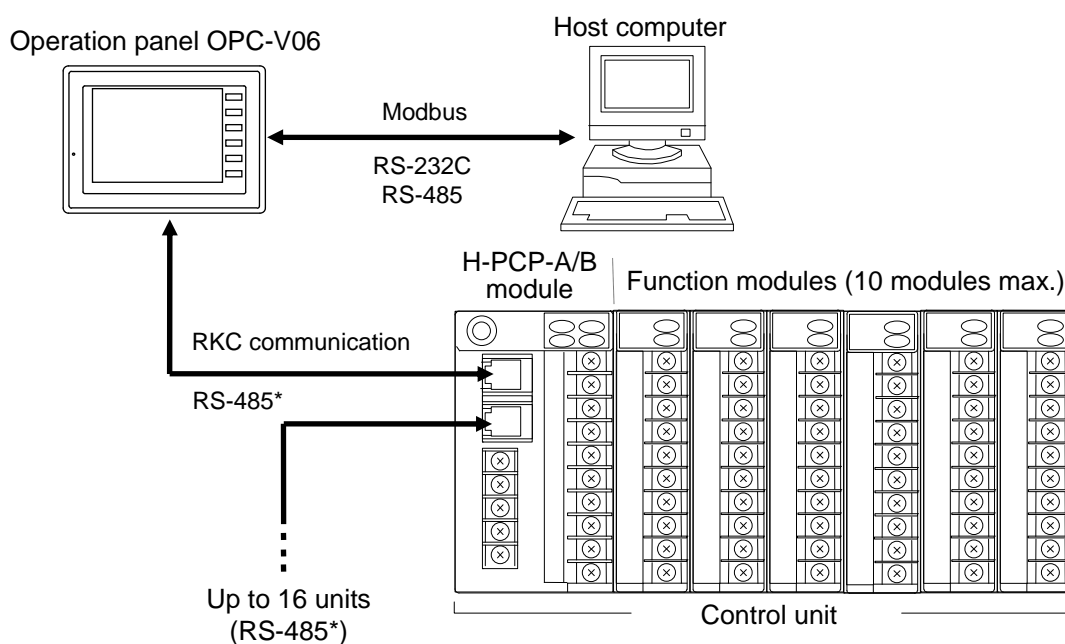 Operation panel OPC-V06
Host computer
Modbus
RS-232C
RS-485
H-PCP-A/B
module
Function modules (10 modules max.)
RKC communication
RS-485*
Up to 16 units
(RS-485*)
Control unit